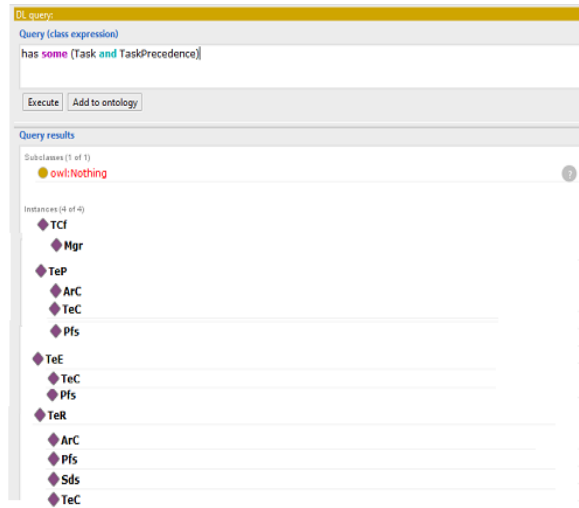 DL query:
Query (class expression)
has some (Task and TaskPrecedence)
Execute Add to ontology
Query results
Subclasses (1 of 1)
owl:Nothing
?
Instances (4 of 4)
TCf
Mgr
TeP
ArC
TeC
Pfs
TeE
TeC
Pfs
TeR
ArC
Pfs
Sds
TeC